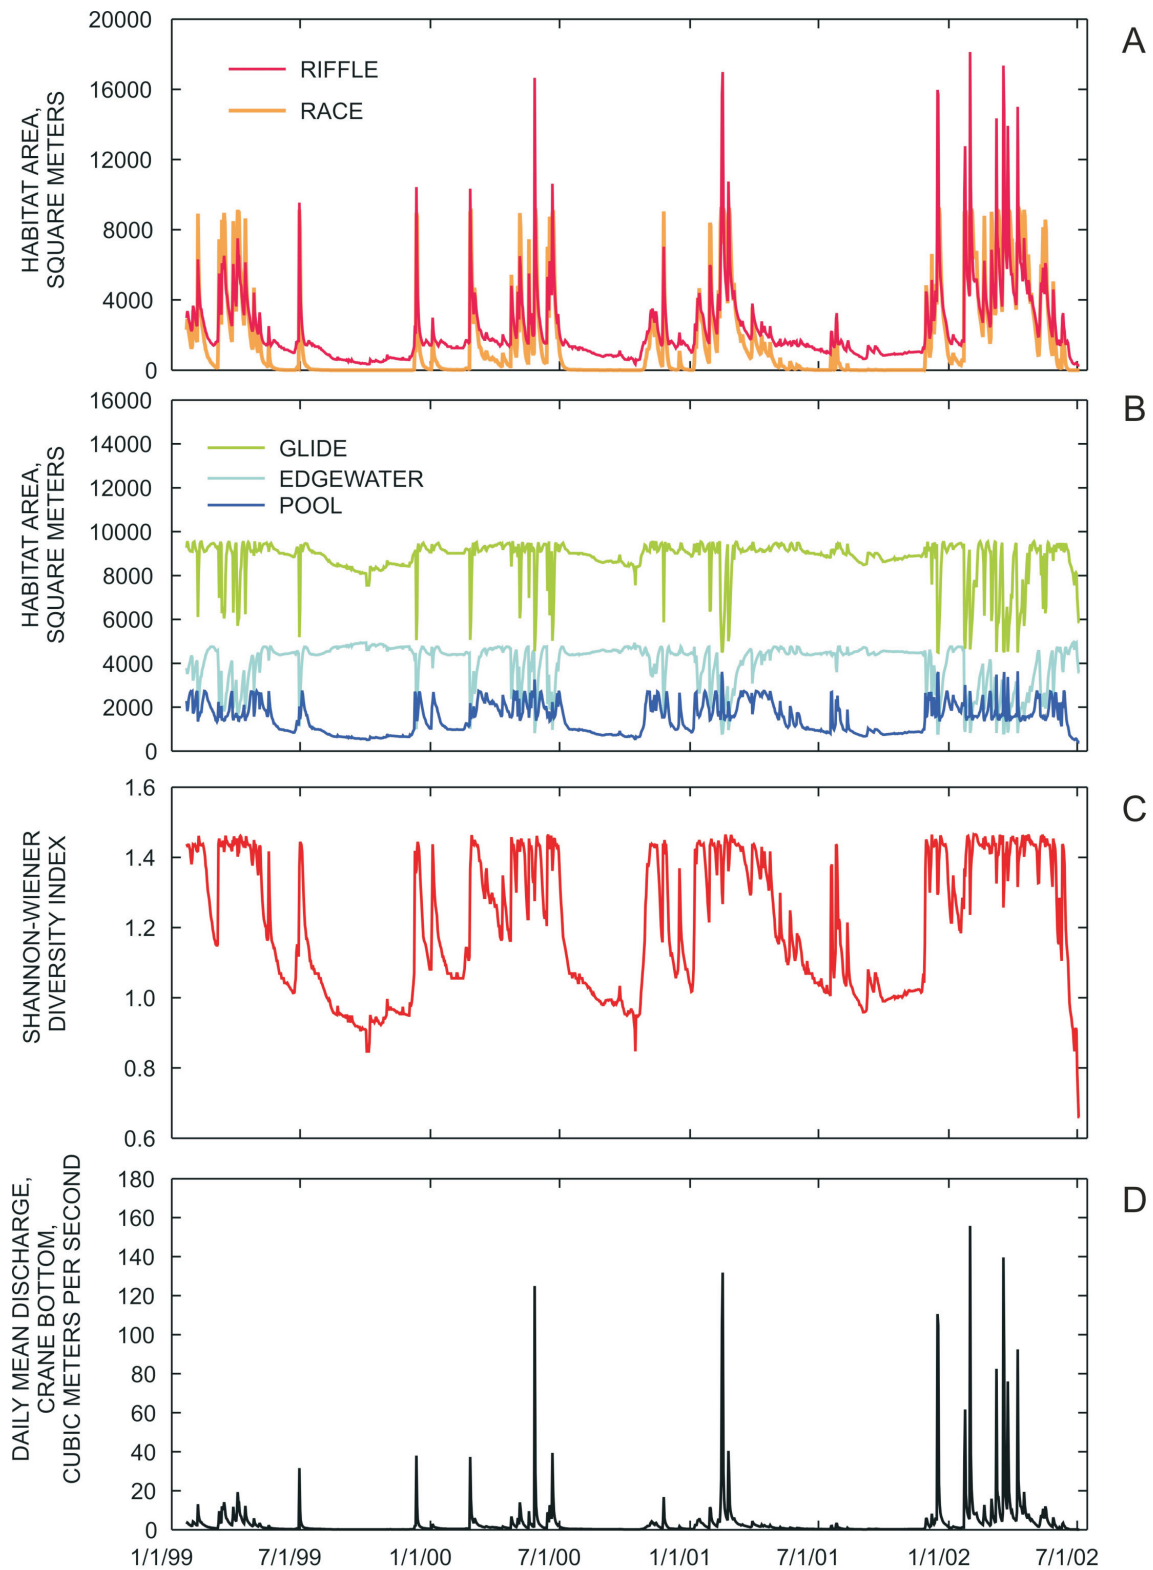 A
20000
16000
12000
8000
4000
0
HABITAT AREA,
SQUARE METERS
RIFFLE
RACE
B
16000
14000
12000
10000
8000
6000
4000
2000
0
HABITAT AREA,
SQUARE METERS
GLIDE
EDGEWATER
POOL
C
1.6
1.4
1.2
1.0
0.8
0.6
SHANNON-WIENER
DIVERSITY INDEX
D
180
160
140
120
100
80
60
40
20
0
DAILY MEAN DISCHARGE,
CRANE BOTTOM,
CUBIC METERS PER SECOND
1/1/99
7/1/99
1/1/00
7/1/00
1/1/01
7/1/01
1/1/02
7/1/02